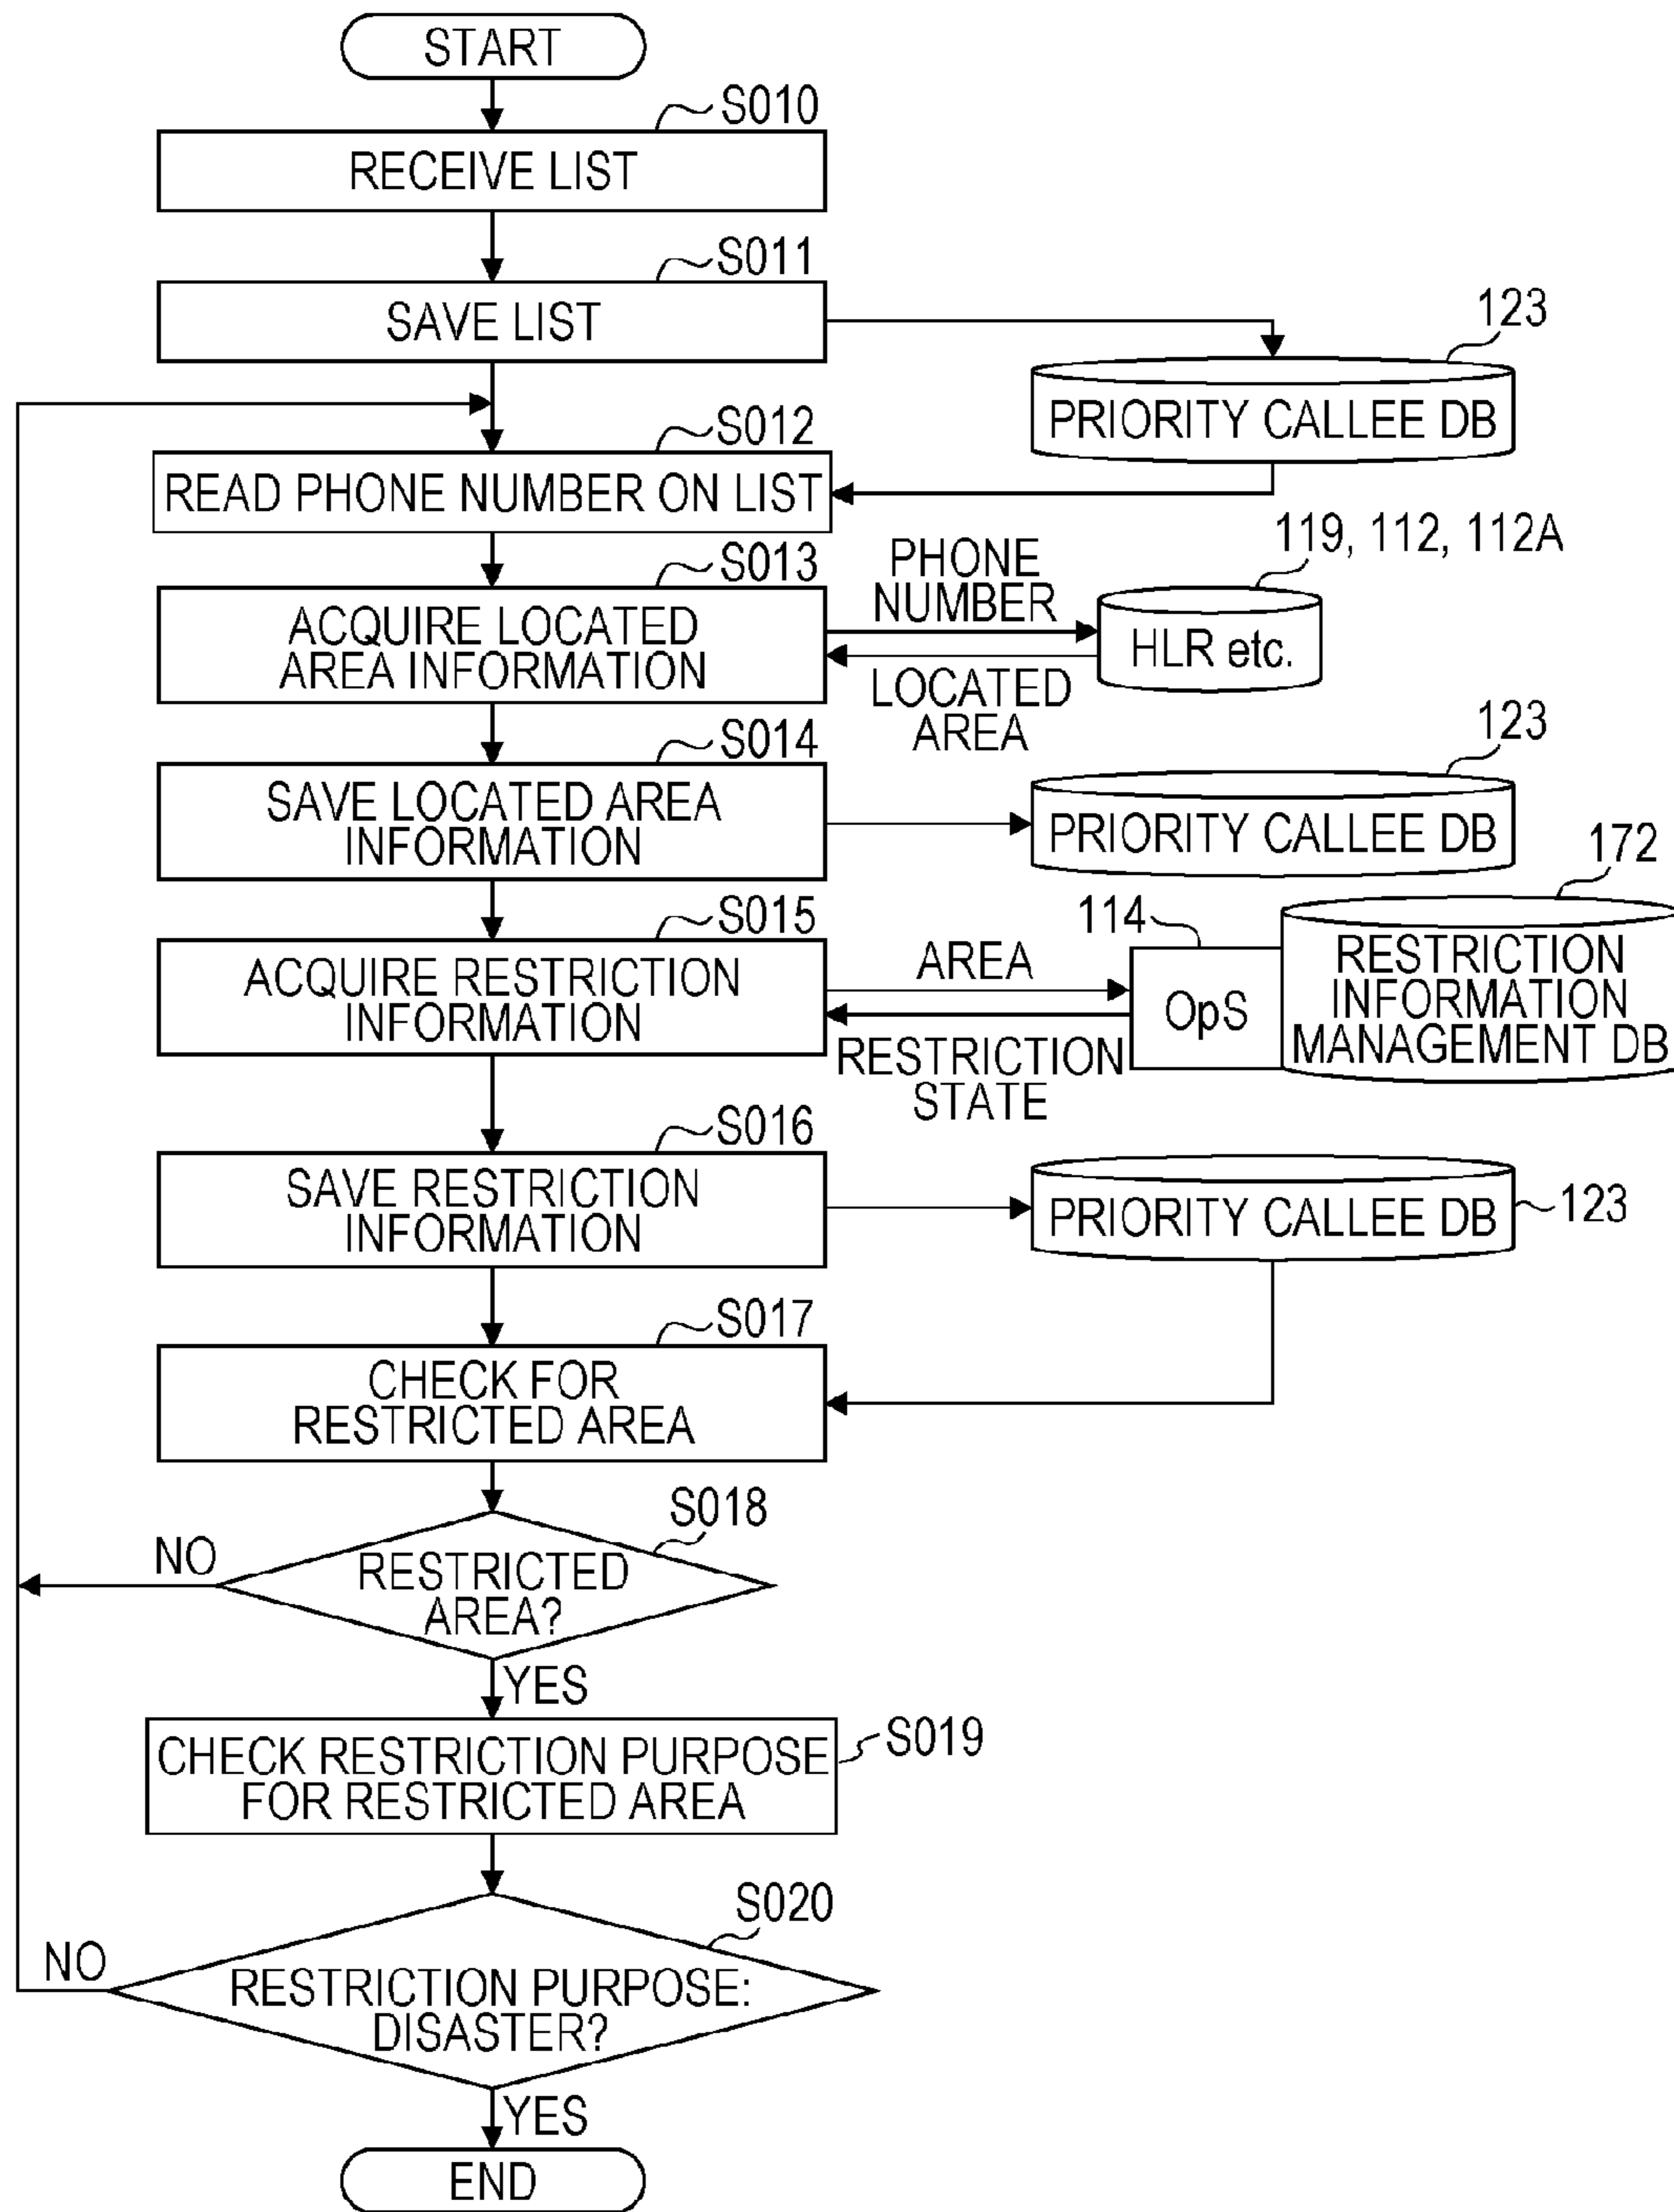 START
S010
RECEIVE LIST
S011
SAVE LIST
123
PRIORITY CALLEE DB
S012
READ PHONE NUMBER ON LIST
S013
ACQUIRE LOCATED
AREA INFORMATION
PHONE
NUMBER
LOCATED
AREA
119, 112, 112A
HLR etc.
S014
SAVE LOCATED AREA
INFORMATION
123
PRIORITY CALLEE DB
S015
ACQUIRE RESTRICTION
INFORMATION
AREA
RESTRICTION
STATE
114
OpS
172
RESTRICTION
INFORMATION
MANAGEMENT DB
S016
SAVE RESTRICTION
INFORMATION
PRIORITY CALLEE DB
123
S017
CHECK FOR
RESTRICTED AREA
S018
RESTRICTED
AREA?
NO
YES
S019
CHECK RESTRICTION PURPOSE
FOR RESTRICTED AREA
S020
RESTRICTION PURPOSE:
DISASTER?
NO
YES
END